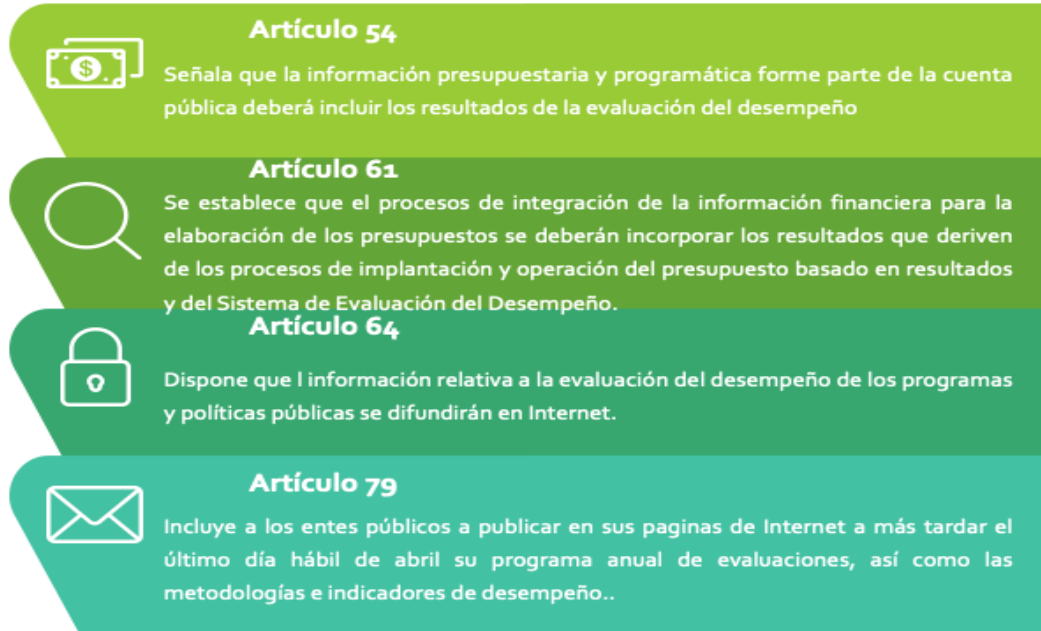 Artículo 54
Señala que la información presupuestaria y programática forme parte de la cuenta
pública deberá incluir los resultados de la evaluación del desempeño
Artículo 61
Se establece que el procesos de integración de la información financiera para la
elaboración de los presupuestos se deberán incorporar los resultados que deriven
de los procesos de implantación y operación del presupuesto basado en resultados
y del Sistema de Evaluación del Desempeño.
Artículo 64
Dispone que l información relativa a la evaluación del desempeño de los programas
y políticas públicas se difundirán en Internet.
Artículo 79
Incluye a los entes públicos a publicar en sus paginas de Internet a más tardar el
último día hábil de abril su programa anual de evaluaciones, así como las
metodologías e indicadores de desempeño..